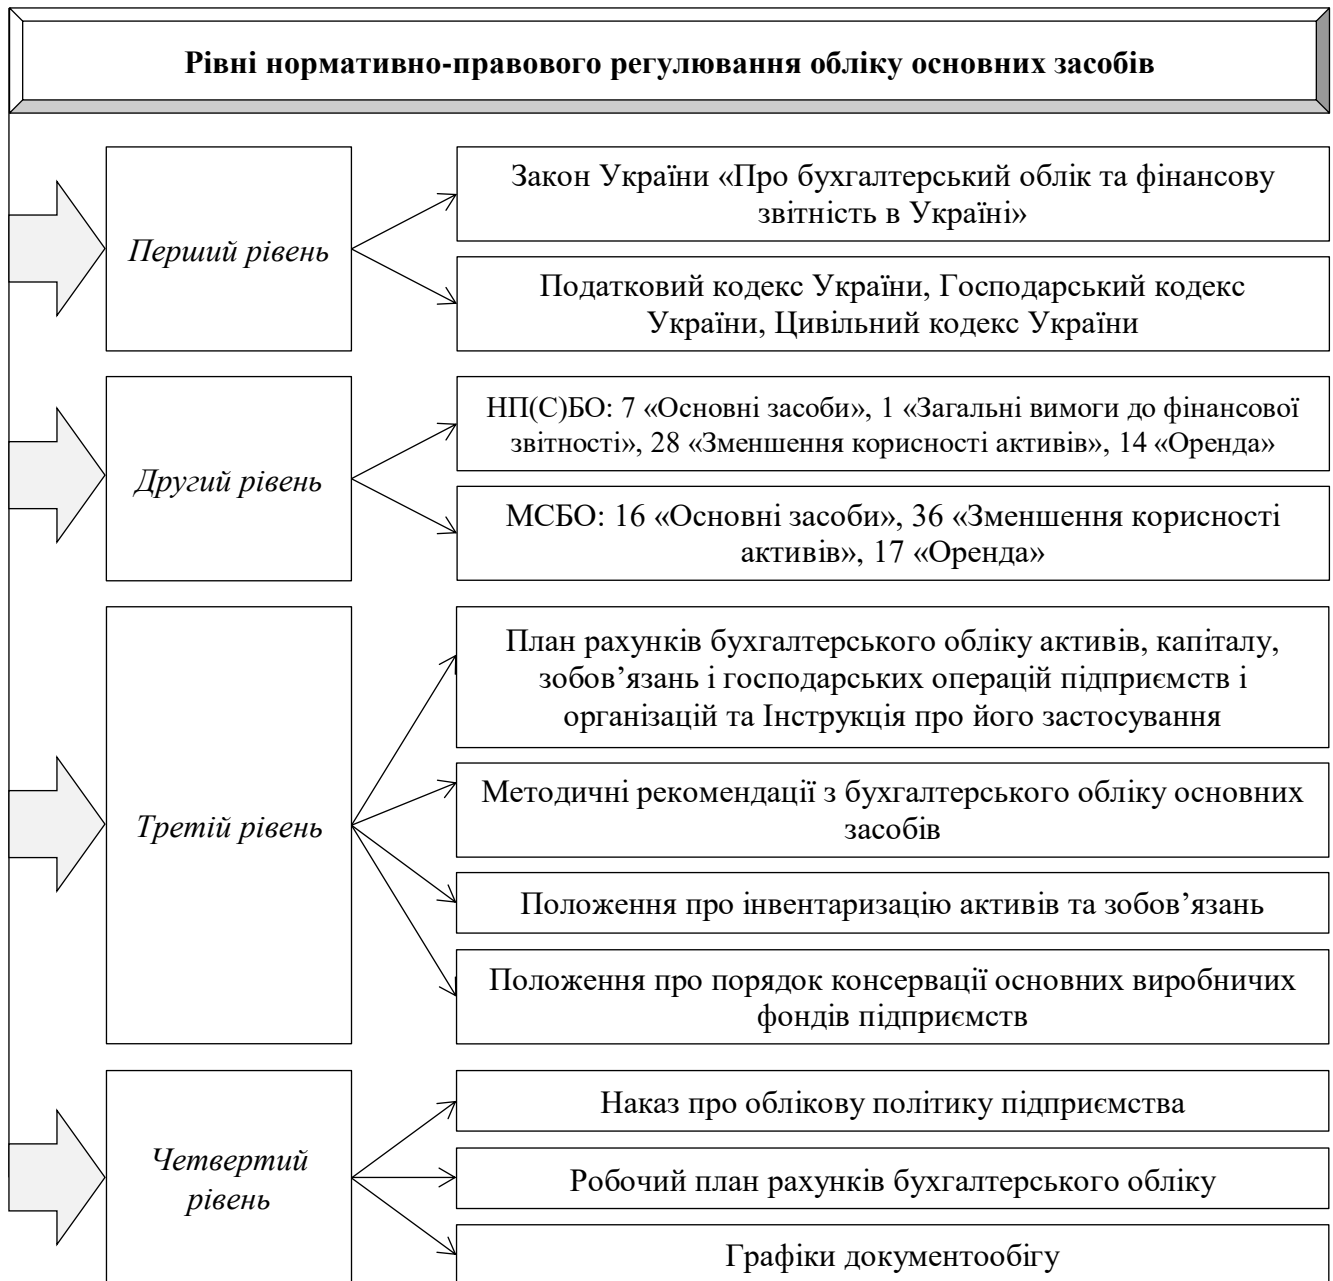 Рівні нормативно-правового регулювання обліку основних засобів
Перший рівень
Закон України «Про бухгалтерський облік та фінансову
звітність в Україні»
Податковий кодекс України, Господарський кодекс
України, Цивільний кодекс України
Другий рівень
НП(С)БО: 7 «Основні засоби», 1 «Загальні вимоги до фінансової
звітності», 28 «Зменшення корисності активів», 14 «Оренда»
МСБО: 16 «Основні засоби», 36 «Зменшення корисності
активів», 17 «Оренда»
Третій рівень
План рахунків бухгалтерського обліку активів, капіталу,
зобов’язань і господарських операцій підприємств і
організацій та Інструкція про його застосування
Методичні рекомендації з бухгалтерського обліку основних
засобів
Положення про інвентаризацію активів та зобов’язань
Положення про порядок консервації основних виробничих
фондів підприємств
Четвертий
рівень
Наказ про облікову політику підприємства
Робочий план рахунків бухгалтерського обліку
Графіки документообігу